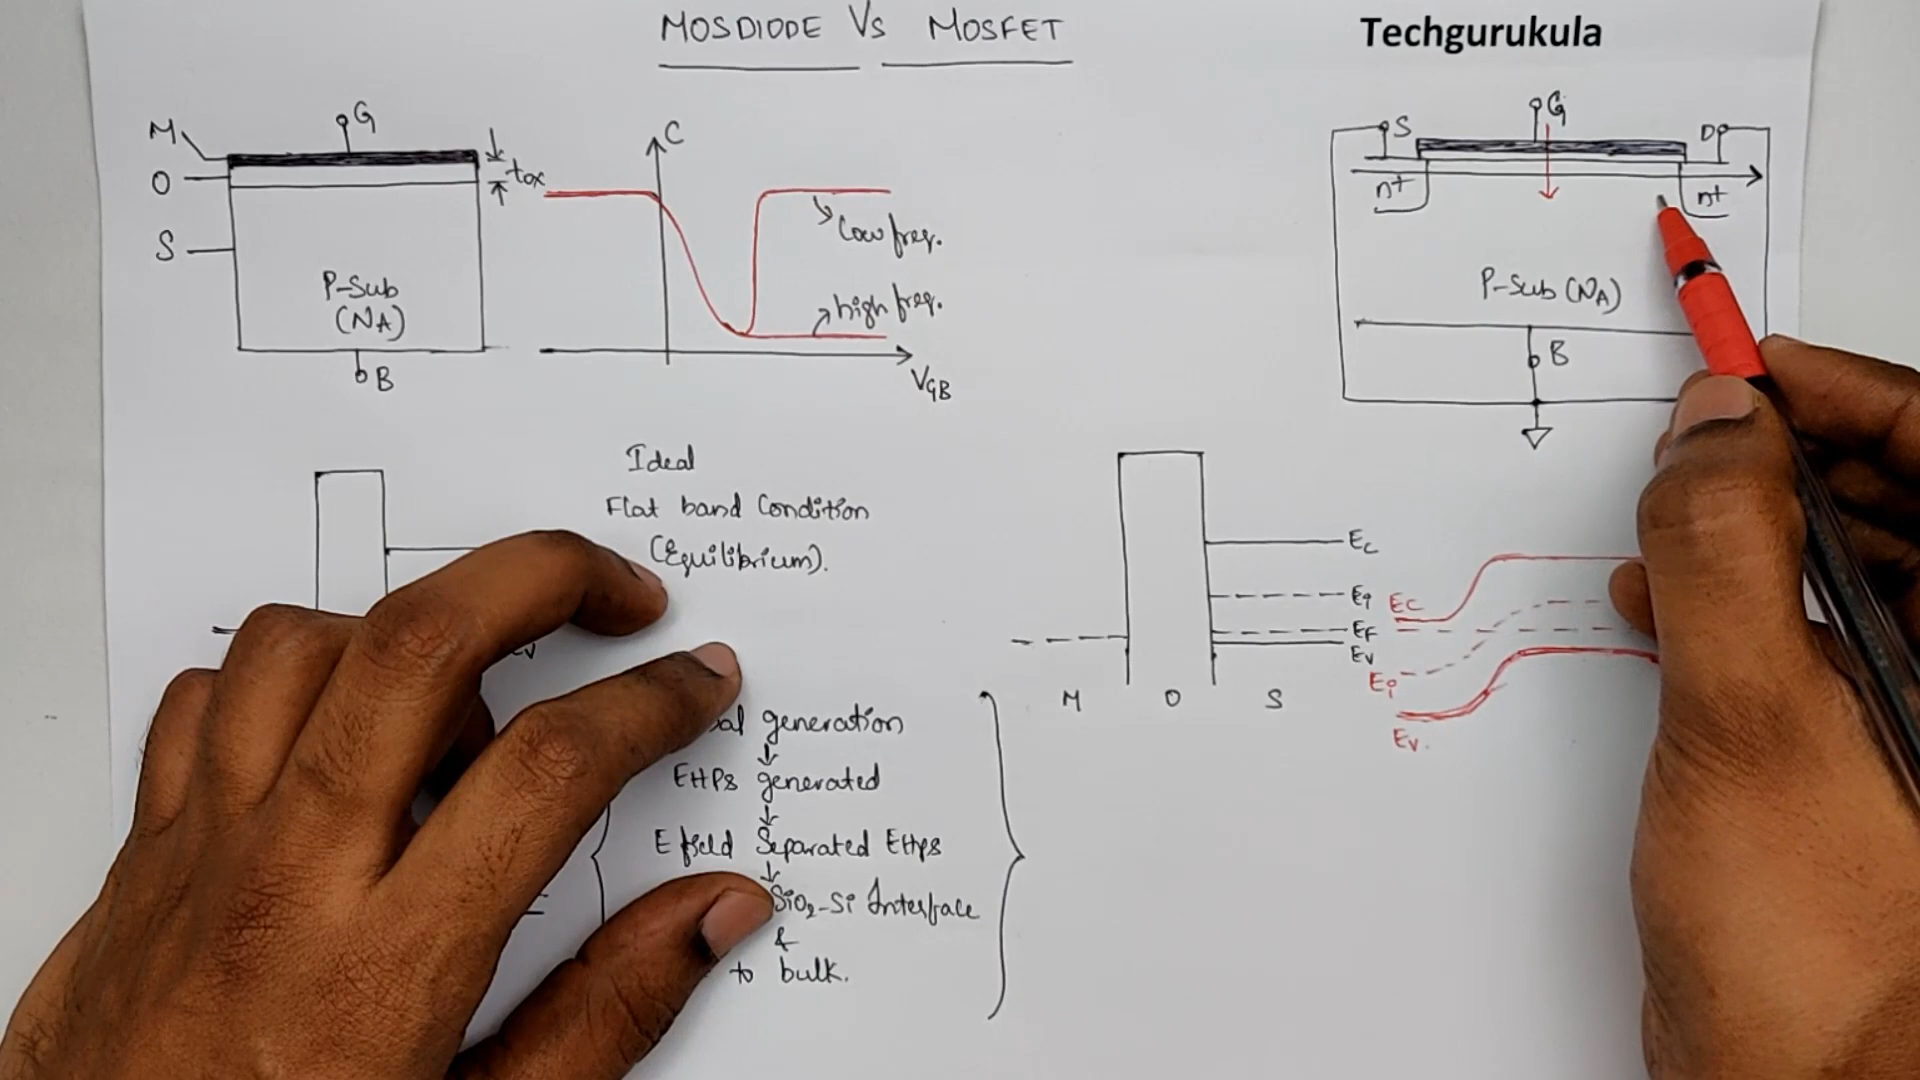 MOSDIODE Vs MOSFET
Techgurukula
M
G
O
tox
S
P-Sub
(NA)
B
C
Low freq.
high freq.
VGB
S
G
D
n+
n+
P-Sub (NA)
B
Ideal
Flat band Condition
(Equilibrium).
generation
↓
EHPs generated
↓
E field Separated EHps
↓
SiO2-Si Interface
&
to bulk.
EC
Ei
EF
EV
M O S
EC
Ei
EV.